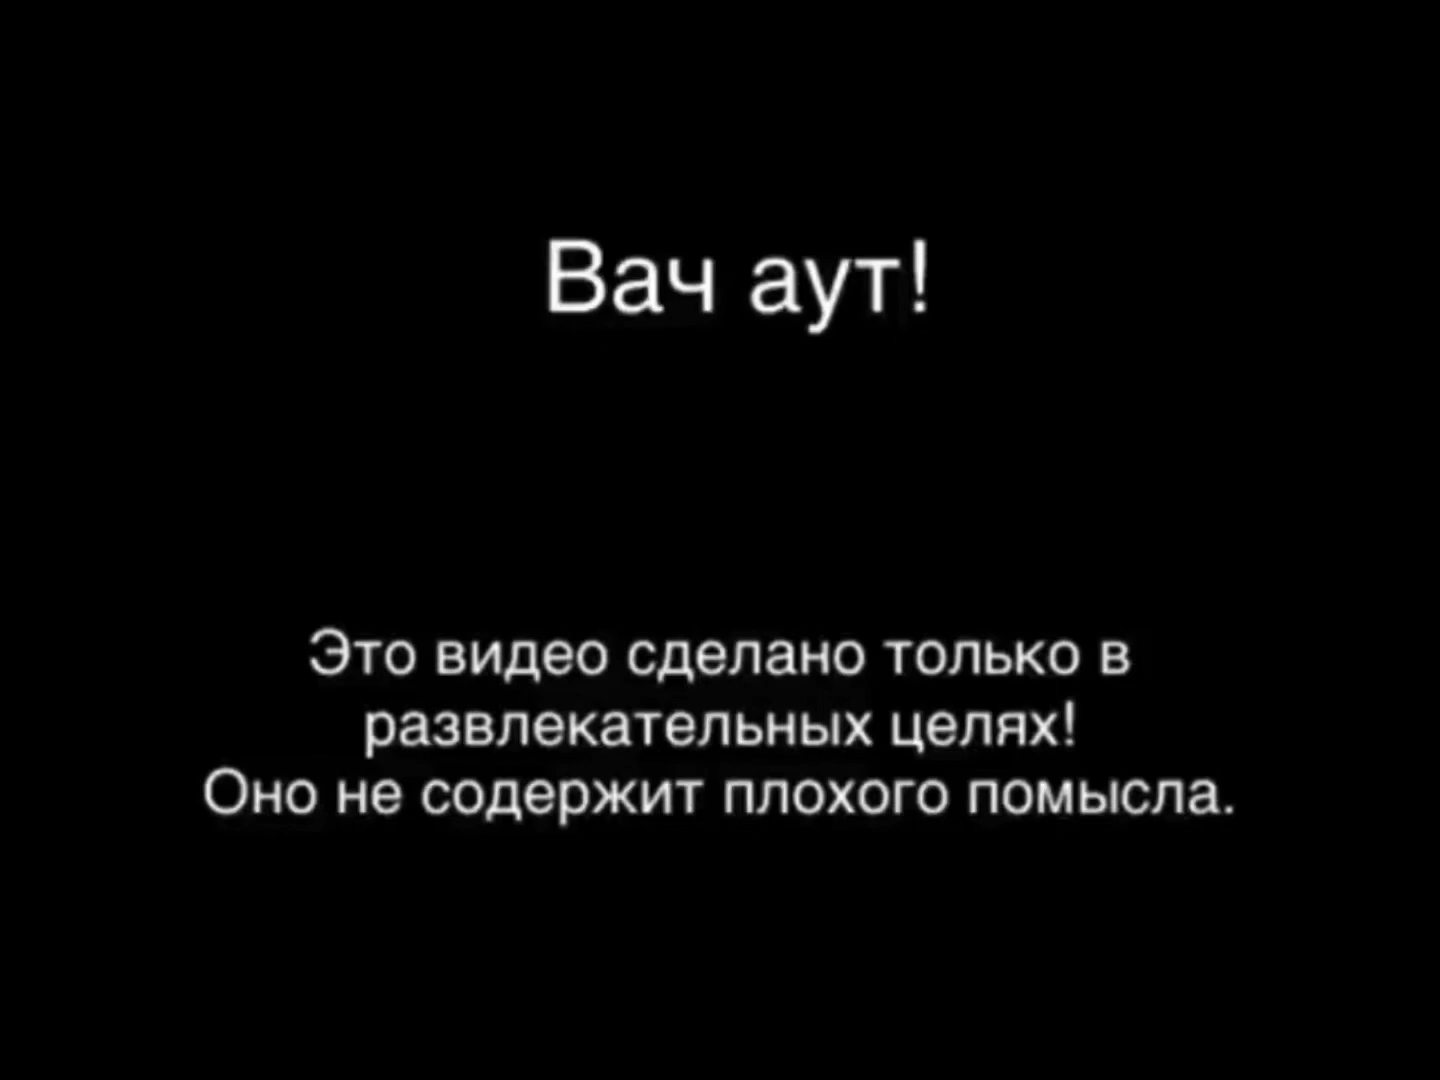 Вач аут!
Это видео сделано только в
развлекательных целях!
Оно не содержит плохого помысла.